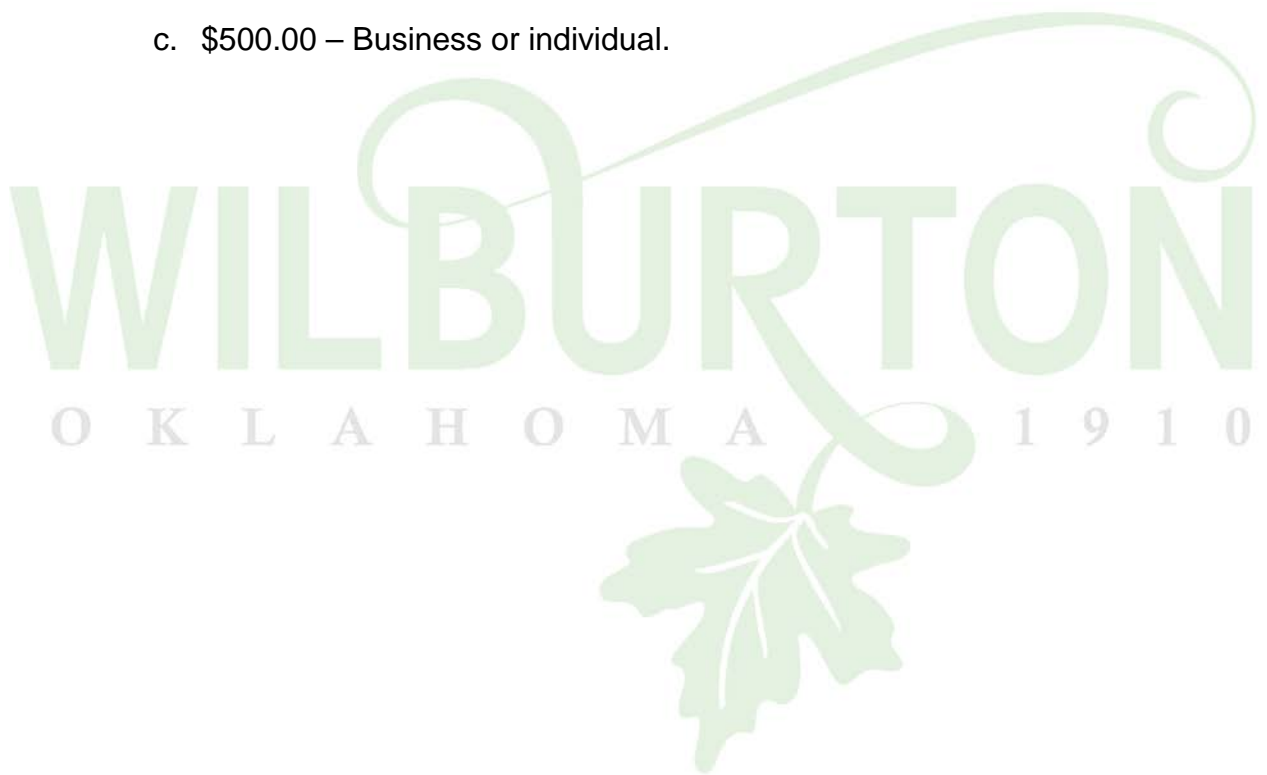 c. $500.00 – Business or individual.
WILBURTON
OKLAHOMA 1910